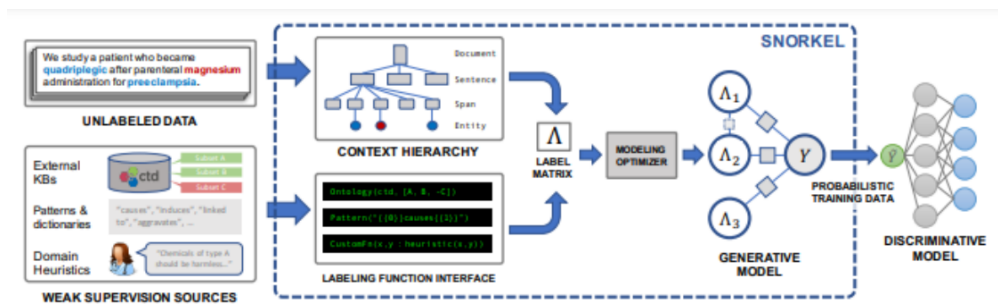 SNORKEL
We study a patient who became
quadriplegic after parenteral magnesium
administration for preeclampsia.
UNLABELED DATA
Document
Sentence
Span
Entity
CONTEXT HIERARCHY
External
KBs
ctd
Subset A
Subset B
Subset C
Patterns &
dictionaries
"causes", "induces", "linked
to", "aggravates", ...
Domain
Heuristics
"Chemicals of type A
should be harmless..."
WEAK SUPERVISION SOURCES
Ontology(ctd, [A, B, -C])
Pattern("{{0}}causes{{1}}")
CustomFn(x,y : heuristic(x,y))
LABELING FUNCTION INTERFACE
Λ
LABEL
MATRIX
MODELING
OPTIMIZER
Λ1
Λ2
Λ3
Y
GENERATIVE
MODEL
PROBABILISTIC
TRAINING DATA
Ỹ
DISCRIMINATIVE
MODEL